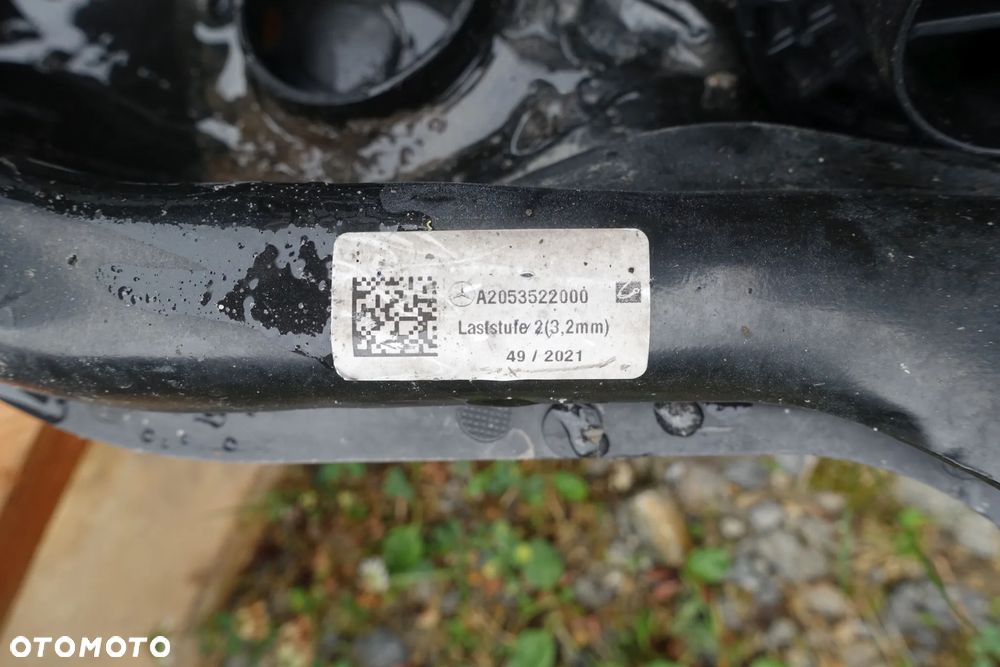 A2053522000
Laststufe 2(3,2mm)
49 / 2021
OTOMOTO